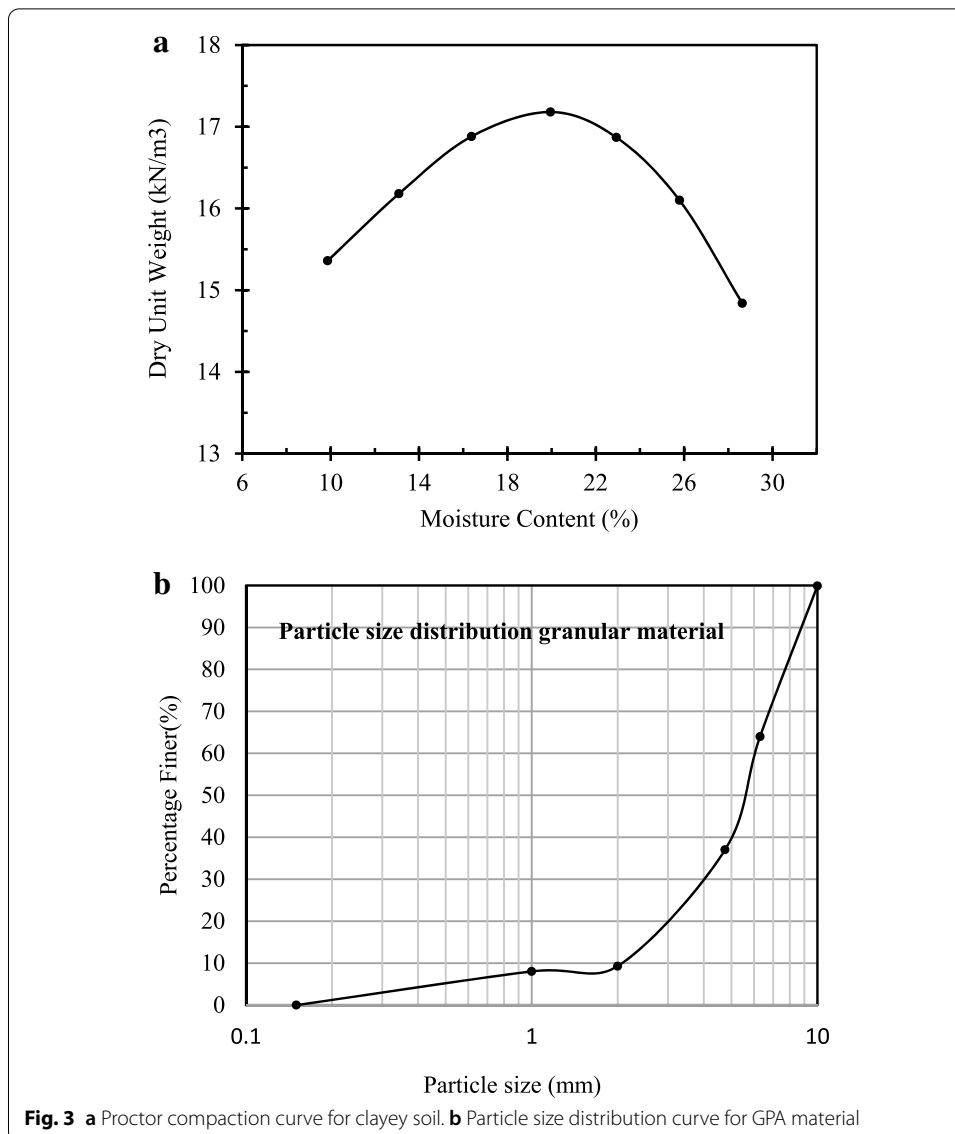 a
18
17
16
15
14
13
Dry Unit Weight (kN/m3)
6 10 14 18 22 26 30
Moisture Content (%)
b
100
90
80
70
60
50
40
30
20
10
0
Percentage Finer(%)
Particle size distribution granular material
0.1 1 10
Particle size (mm)
Fig. 3 a Proctor compaction curve for clayey soil. b Particle size distribution curve for GPA material